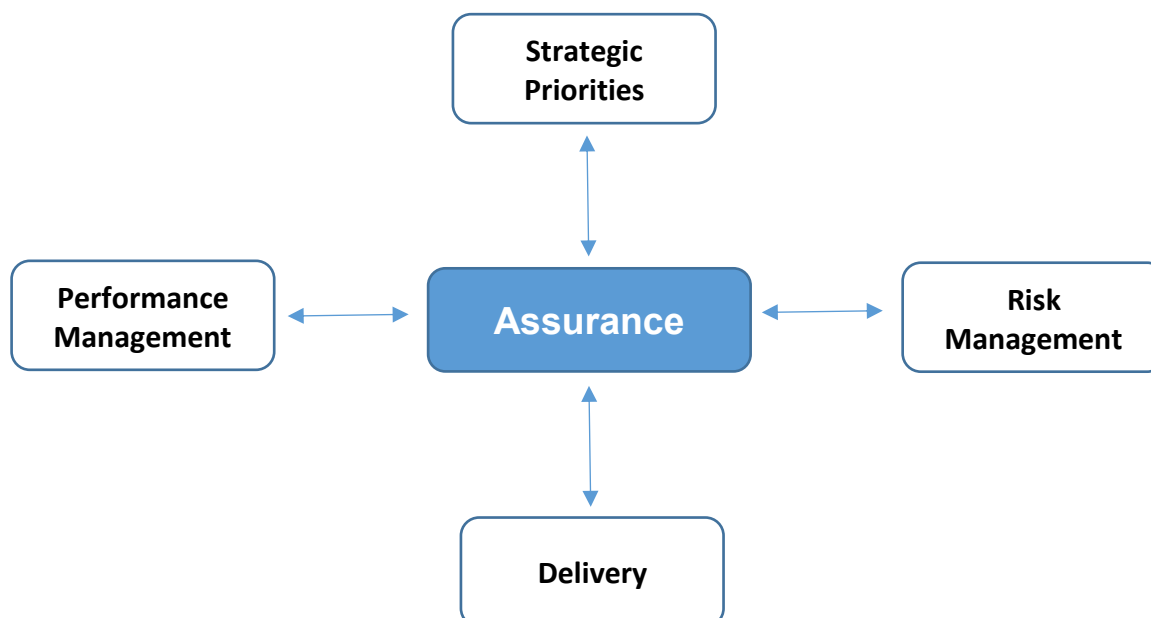 Strategic
Priorities
Performance
Management
Assurance
Risk
Management
Delivery